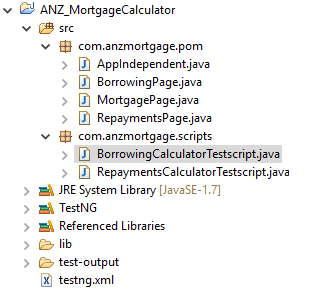 ANZ_MortgageCalculator
src
com.anzmortgage.pom
AppIndependent.java
BorrowingPage.java
MortgagePage.java
RepaymentsPage.java
com.anzmortgage.scripts
BorrowingCalculatorTestscript.java
RepaymentsCalculatorTestscript.java
JRE System Library [JavaSE-1.7]
TestNG
Referenced Libraries
lib
test-output
testng.xml